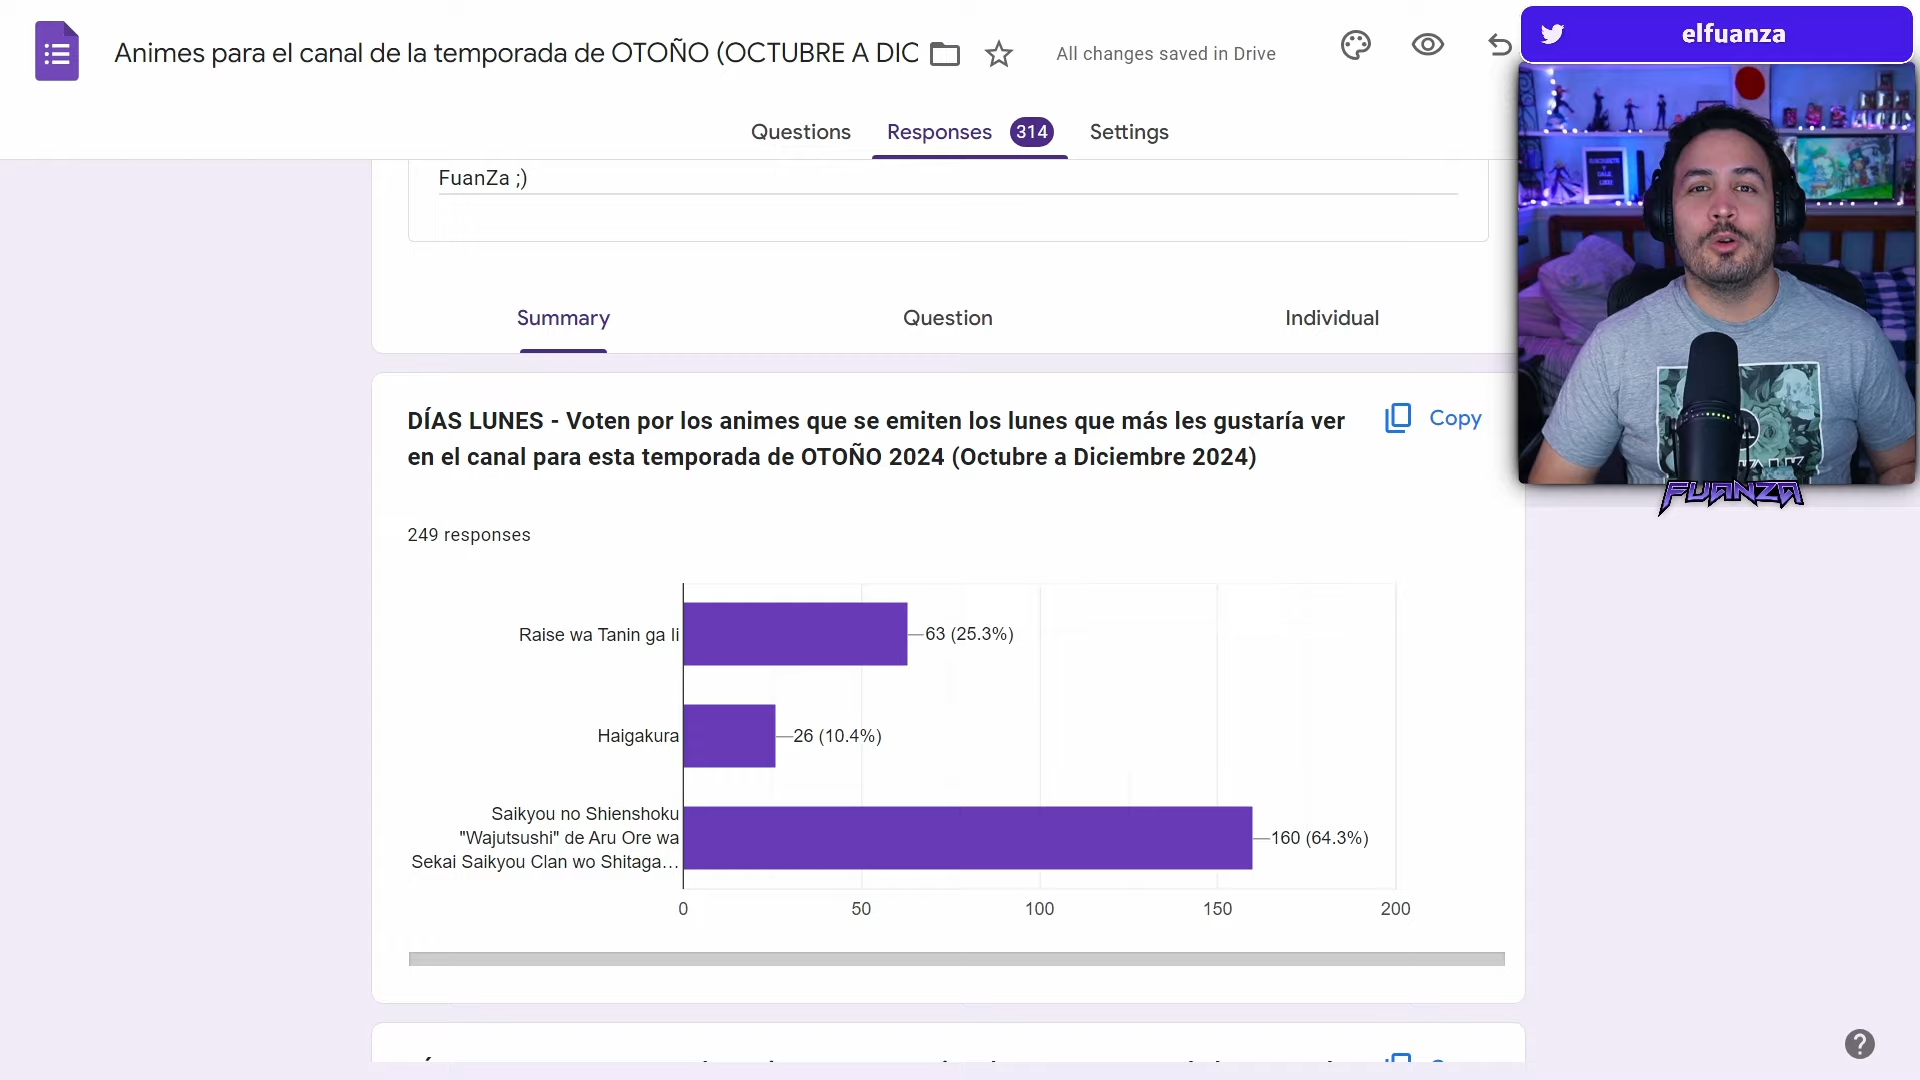 Animes para el canal de la temporada de OTOÑO (OCTUBRE A DIC
All changes saved in Drive
elfuanza
Questions
Responses 314
Settings
FuanZa ;)
Summary
Question
Individual
FUANZA
DÍAS LUNES - Voten por los animes que se emiten los lunes que más les gustaría ver
en el canal para esta temporada de OTOÑO 2024 (Octubre a Diciembre 2024)
Copy
249 responses
Raise wa Tanin ga Ii
63 (25.3%)
Haigakura
26 (10.4%)
Saikyou no Shienshoku
"Wajutsushi" de Aru Ore wa
Sekai Saikyou Clan wo Shitaga…
160 (64.3%)
0 50 100 150 200